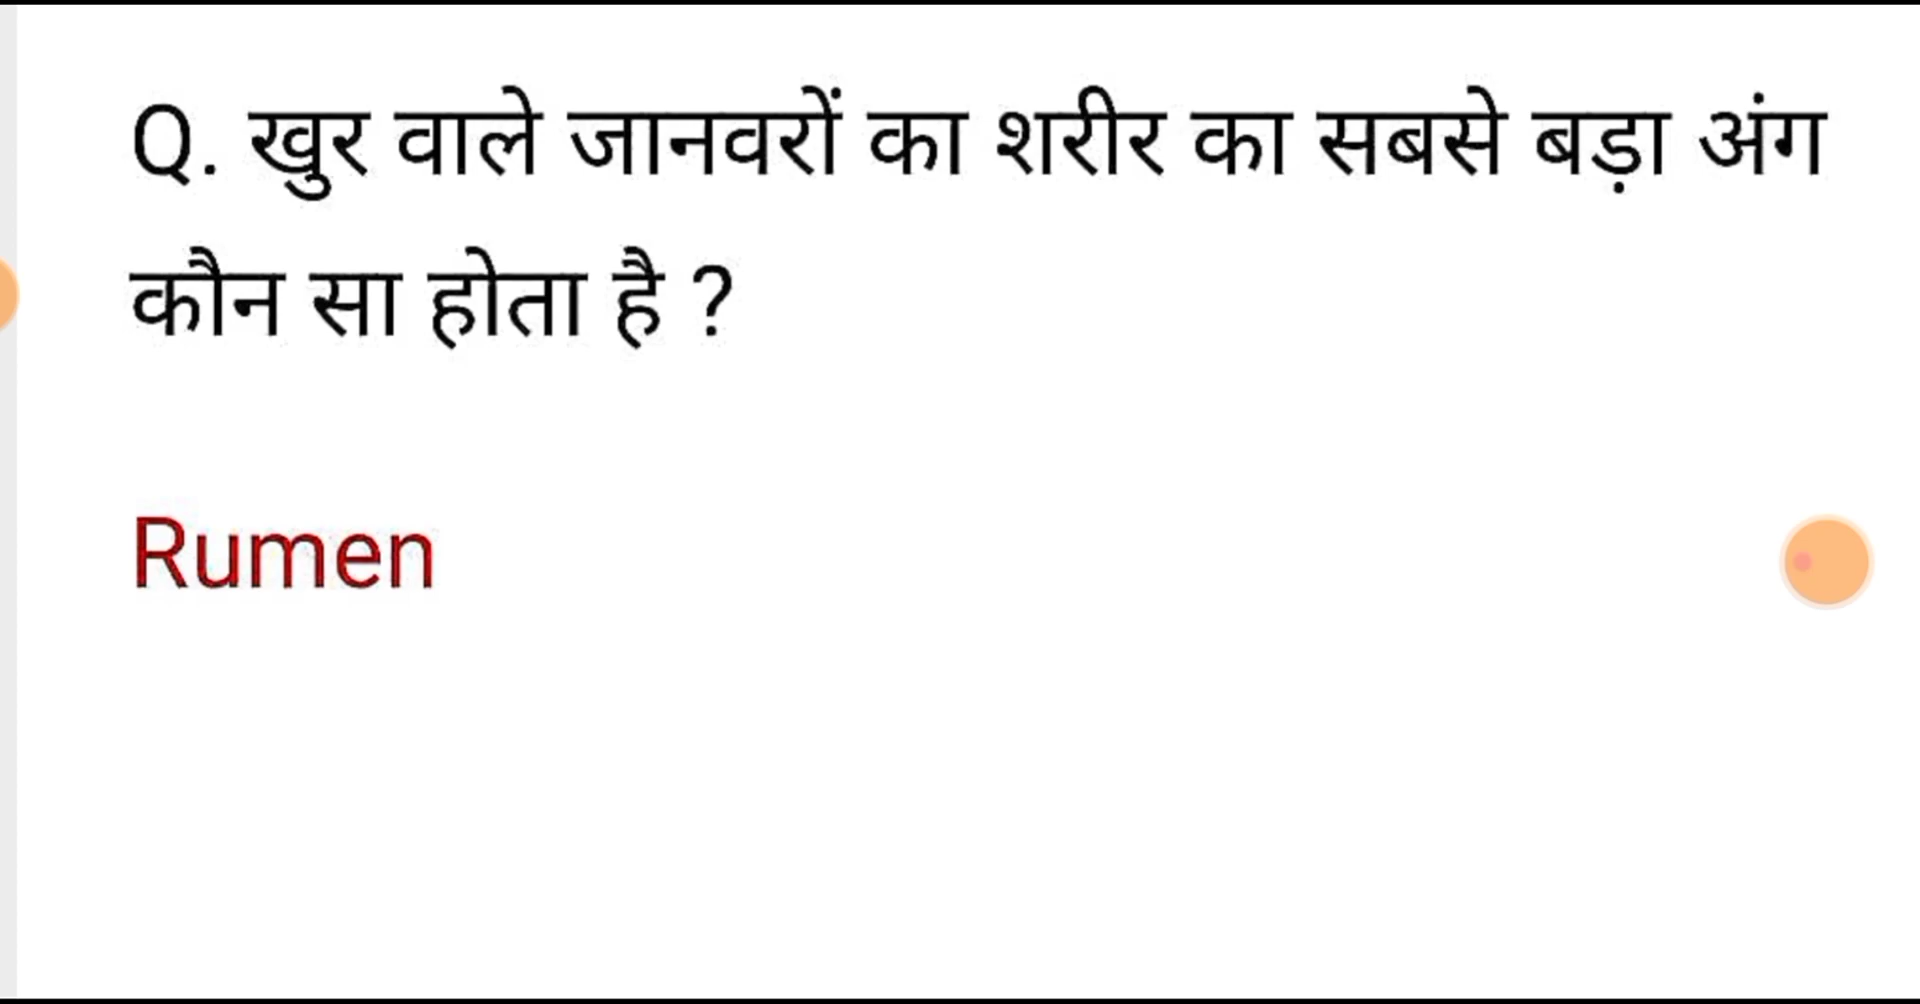 Q. खुर वाले जानवरों का शरीर का सबसे बड़ा अंग
कौन सा होता है ?
Rumen